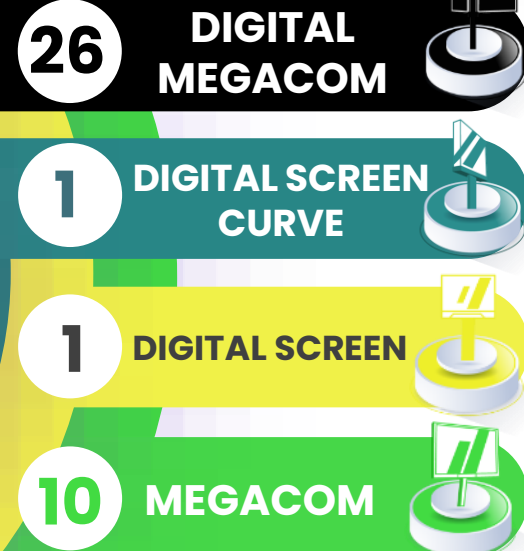 26
DIGITAL
MEGACOM
1
DIGITAL SCREEN
CURVE
1
DIGITAL SCREEN
10
MEGACOM